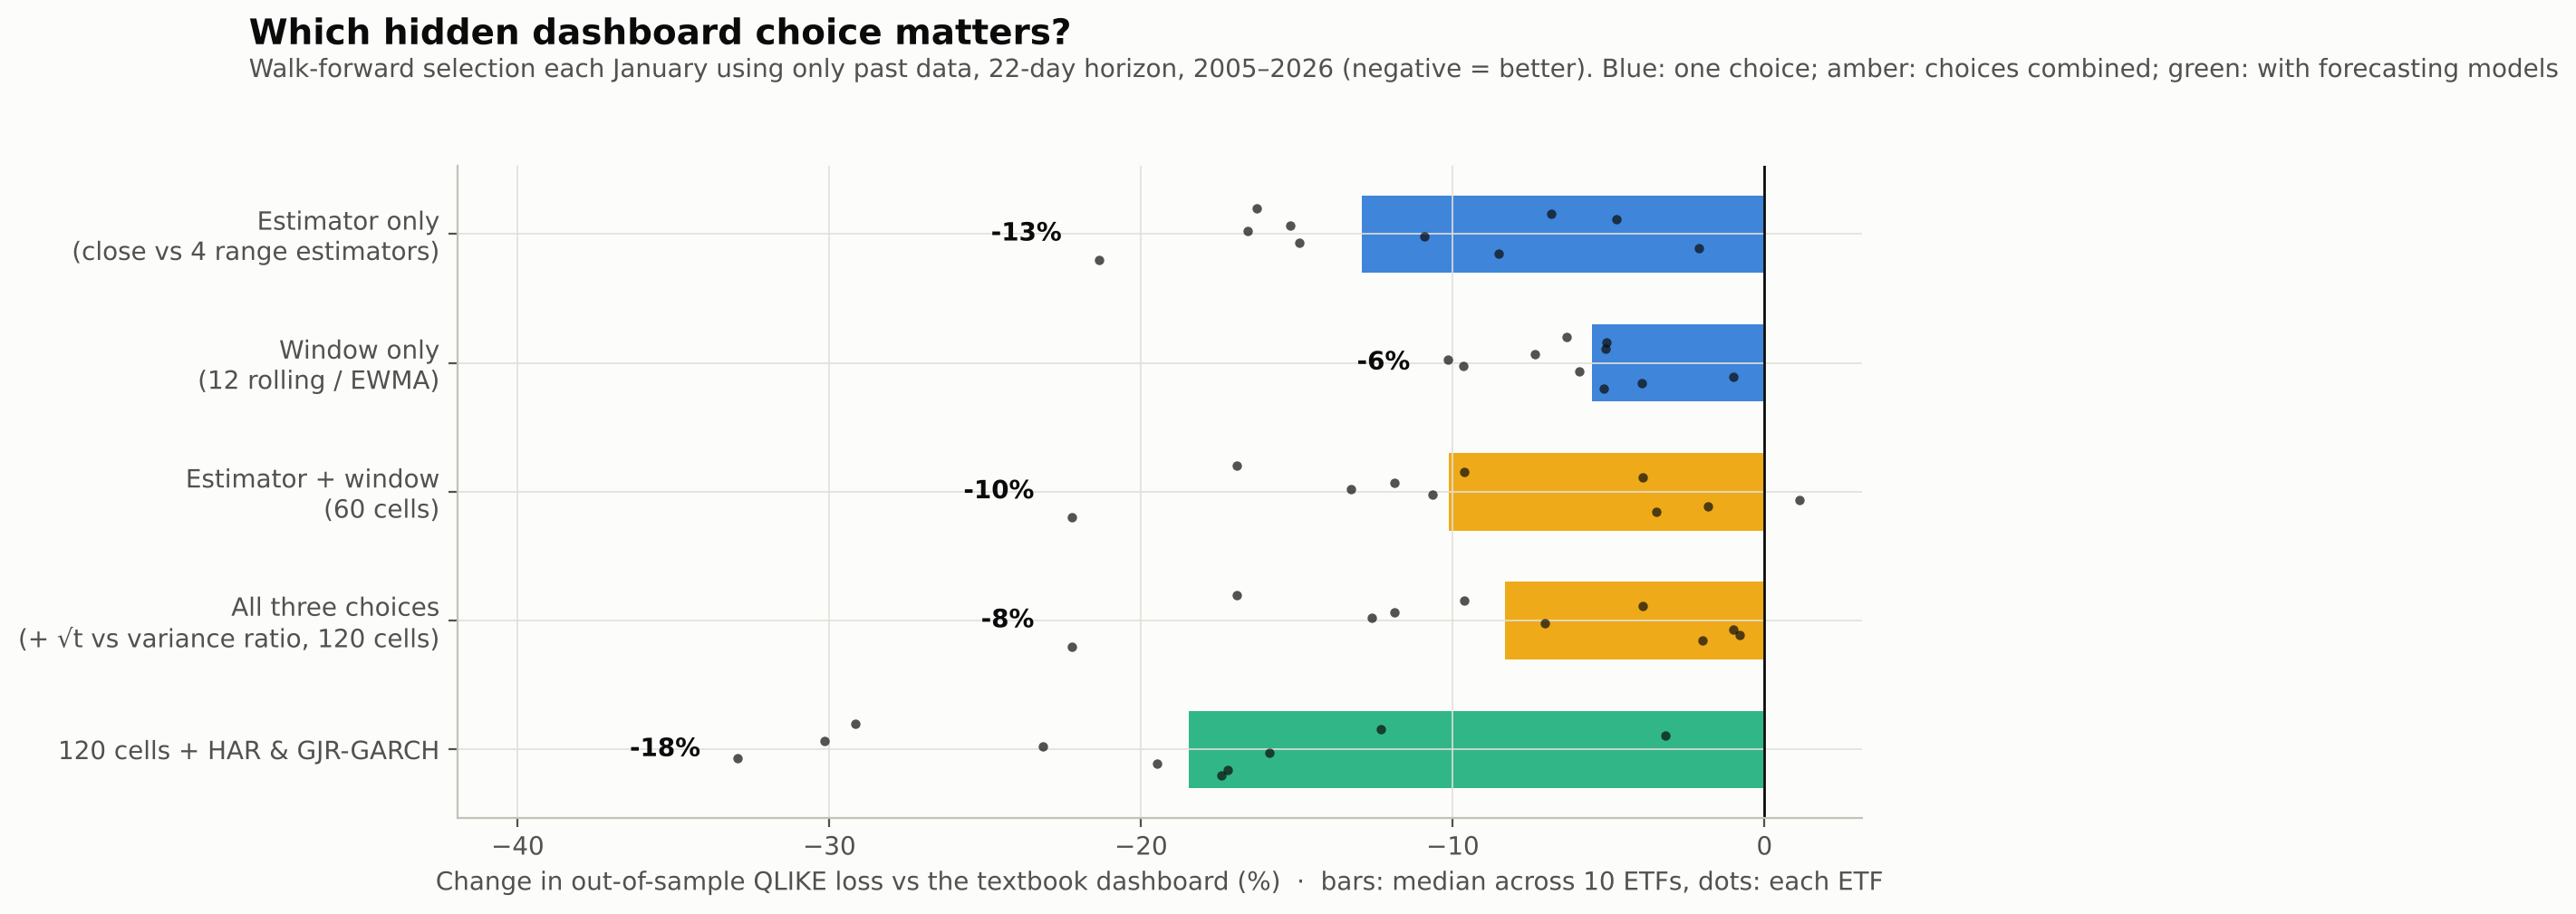 Which hidden dashboard choice matters?
Walk-forward selection each January using only past data, 22-day horizon, 2005–2026 (negative = better). Blue: one choice; amber: choices combined; green: with forecasting models
Estimator only
(close vs 4 range estimators)
-13%
Window only
(12 rolling / EWMA)
-6%
Estimator + window
(60 cells)
-10%
All three choices
(+ √t vs variance ratio, 120 cells)
-8%
120 cells + HAR & GJR-GARCH
-18%
−40
−30
−20
−10
0
Change in out-of-sample QLIKE loss vs the textbook dashboard (%) · bars: median across 10 ETFs, dots: each ETF